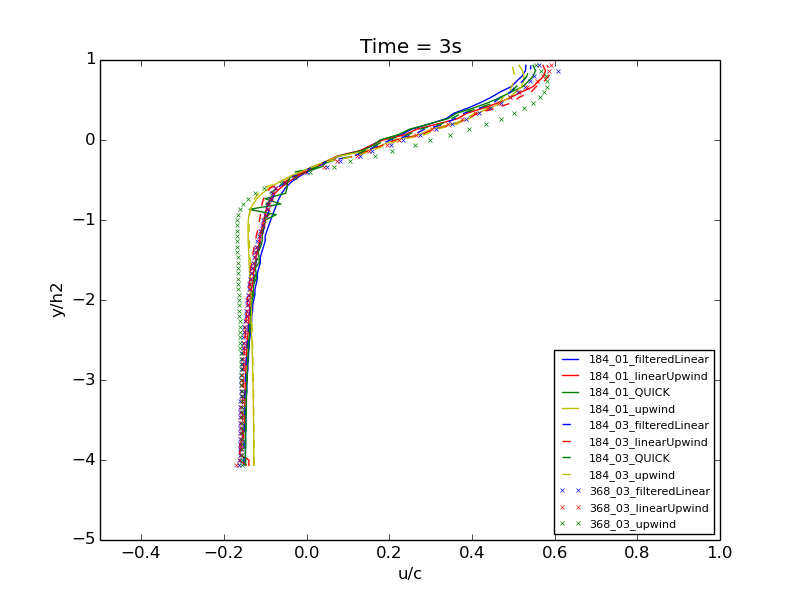 Time = 3s
1
0
−1
−2
−3
−4
−5
y/h2
184_01_filteredLinear
184_01_linearUpwind
184_01_QUICK
184_01_upwind
184_03_filteredLinear
184_03_linearUpwind
184_03_QUICK
184_03_upwind
368_03_filteredLinear
368_03_linearUpwind
368_03_upwind
−0.4 −0.2 0.0 0.2 0.4 0.6 0.8 1.0
u/c